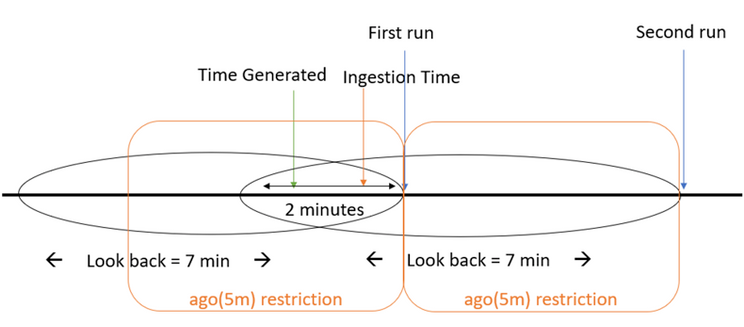 First run
Second run
Time Generated
Ingestion Time
2 minutes
← Look back = 7 min →
← Look back = 7 min →
ago(5m) restriction
ago(5m) restriction